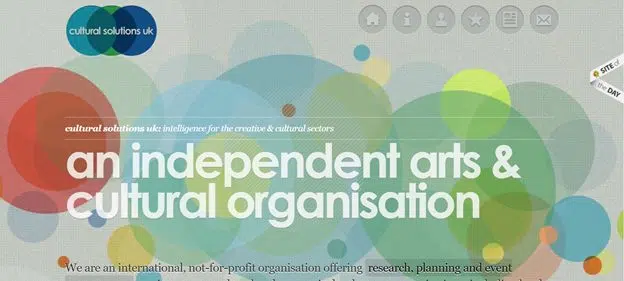 cultural solutions uk
SITE of
the DAY
cultural solutions uk: intelligence for the creative & cultural sectors
an independent arts &
cultural organisation
We are an international, not-for-profit organisation offering research, planning and event